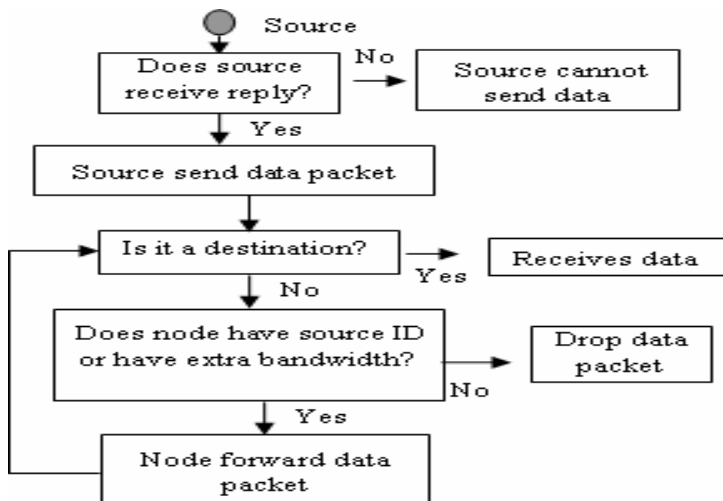 Source
Does source
receive reply?
No
Source cannot
send data
Yes
Source send data packet
Is it a destination?
Yes
Receives data
No
Does node have source ID
or have extra bandwidth?
No
Drop data
packet
Yes
Node forward data
packet